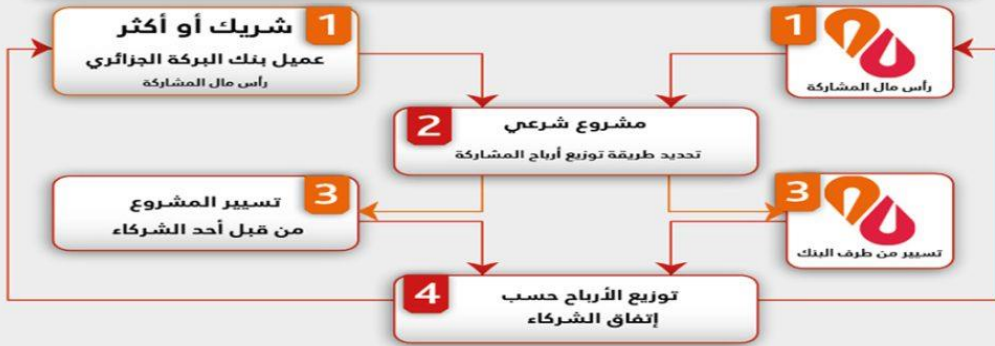 1
رأس مال المشاركة
1
شريك أو أكثر
عميل بنك البركة الجزائري
رأس مال المشاركة
2
مشروع شرعي
تحديد طريقة توزيع أرباح المشاركة
3
تسيير من طرف البنك
3
تسيير المشروع
من قبل أحد الشركاء
4
توزيع الأرباح حسب
إتفاق الشركاء